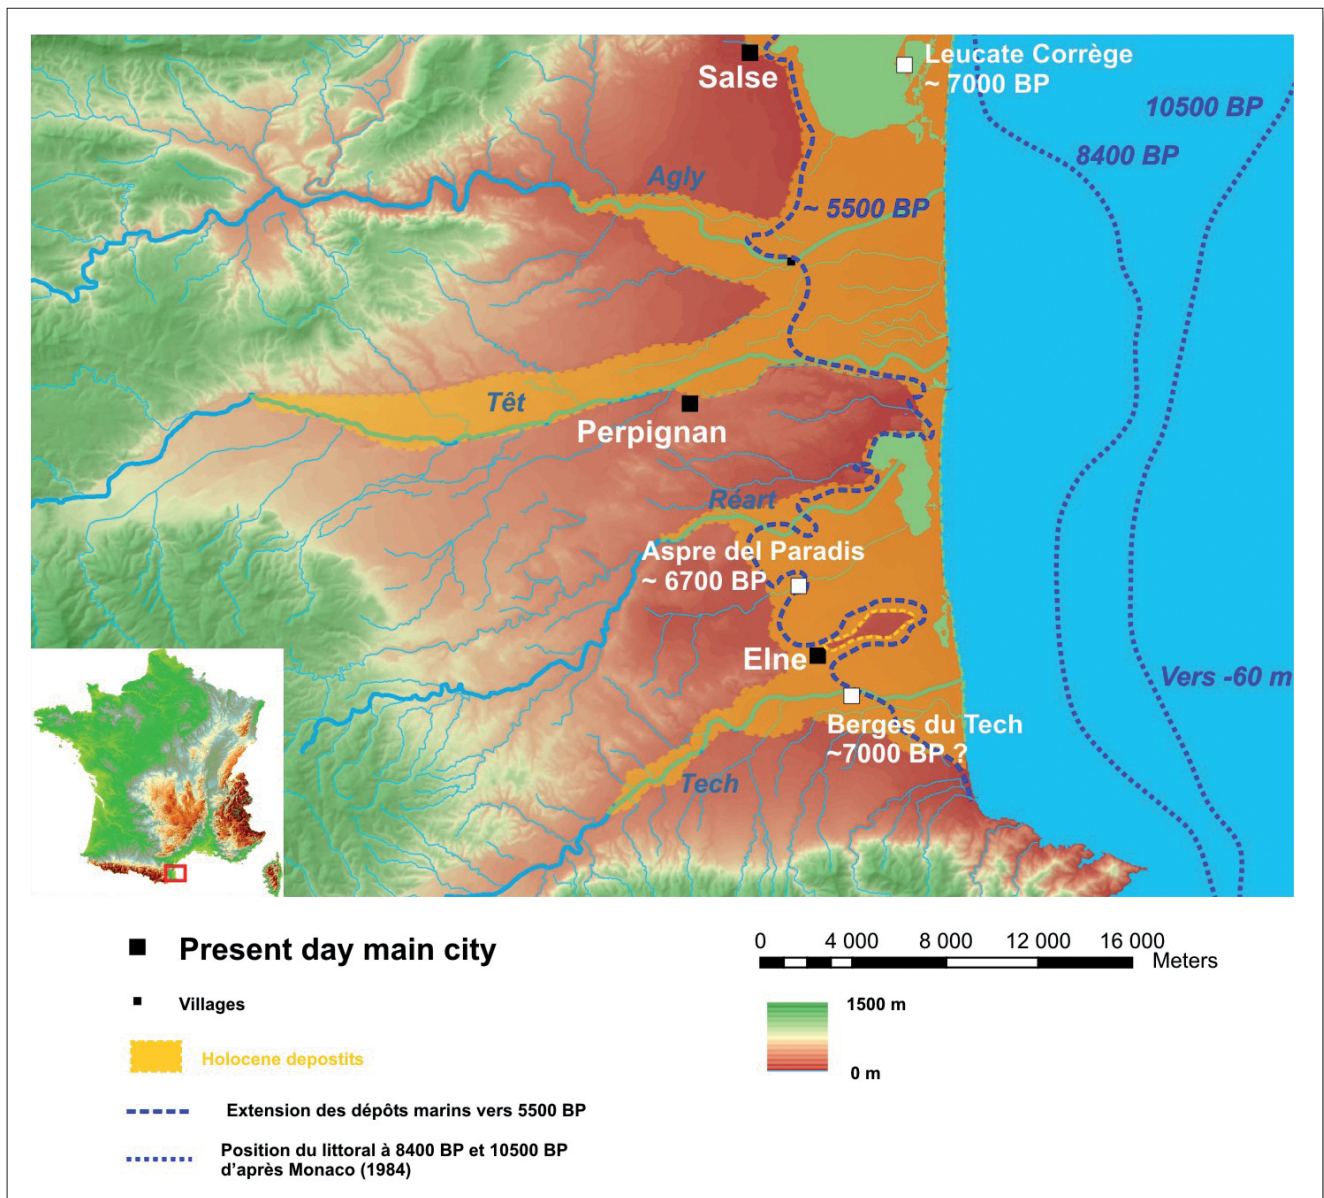 Salse
Leucate Corrège
~ 7000 BP
10500 BP
8400 BP
Agly
~ 5500 BP
Têt
Perpignan
Réart
Aspre del Paradis
~ 6700 BP
Elne
Vers -60 m
Berges du Tech
~7000 BP ?
Tech
Present day main city
Villages
Holocene depostits
Extension des dépôts marins vers 5500 BP
Position du littoral à 8400 BP et 10500 BP
d'après Monaco (1984)
0 4 000 8 000 12 000 16 000
Meters
1500 m
0 m